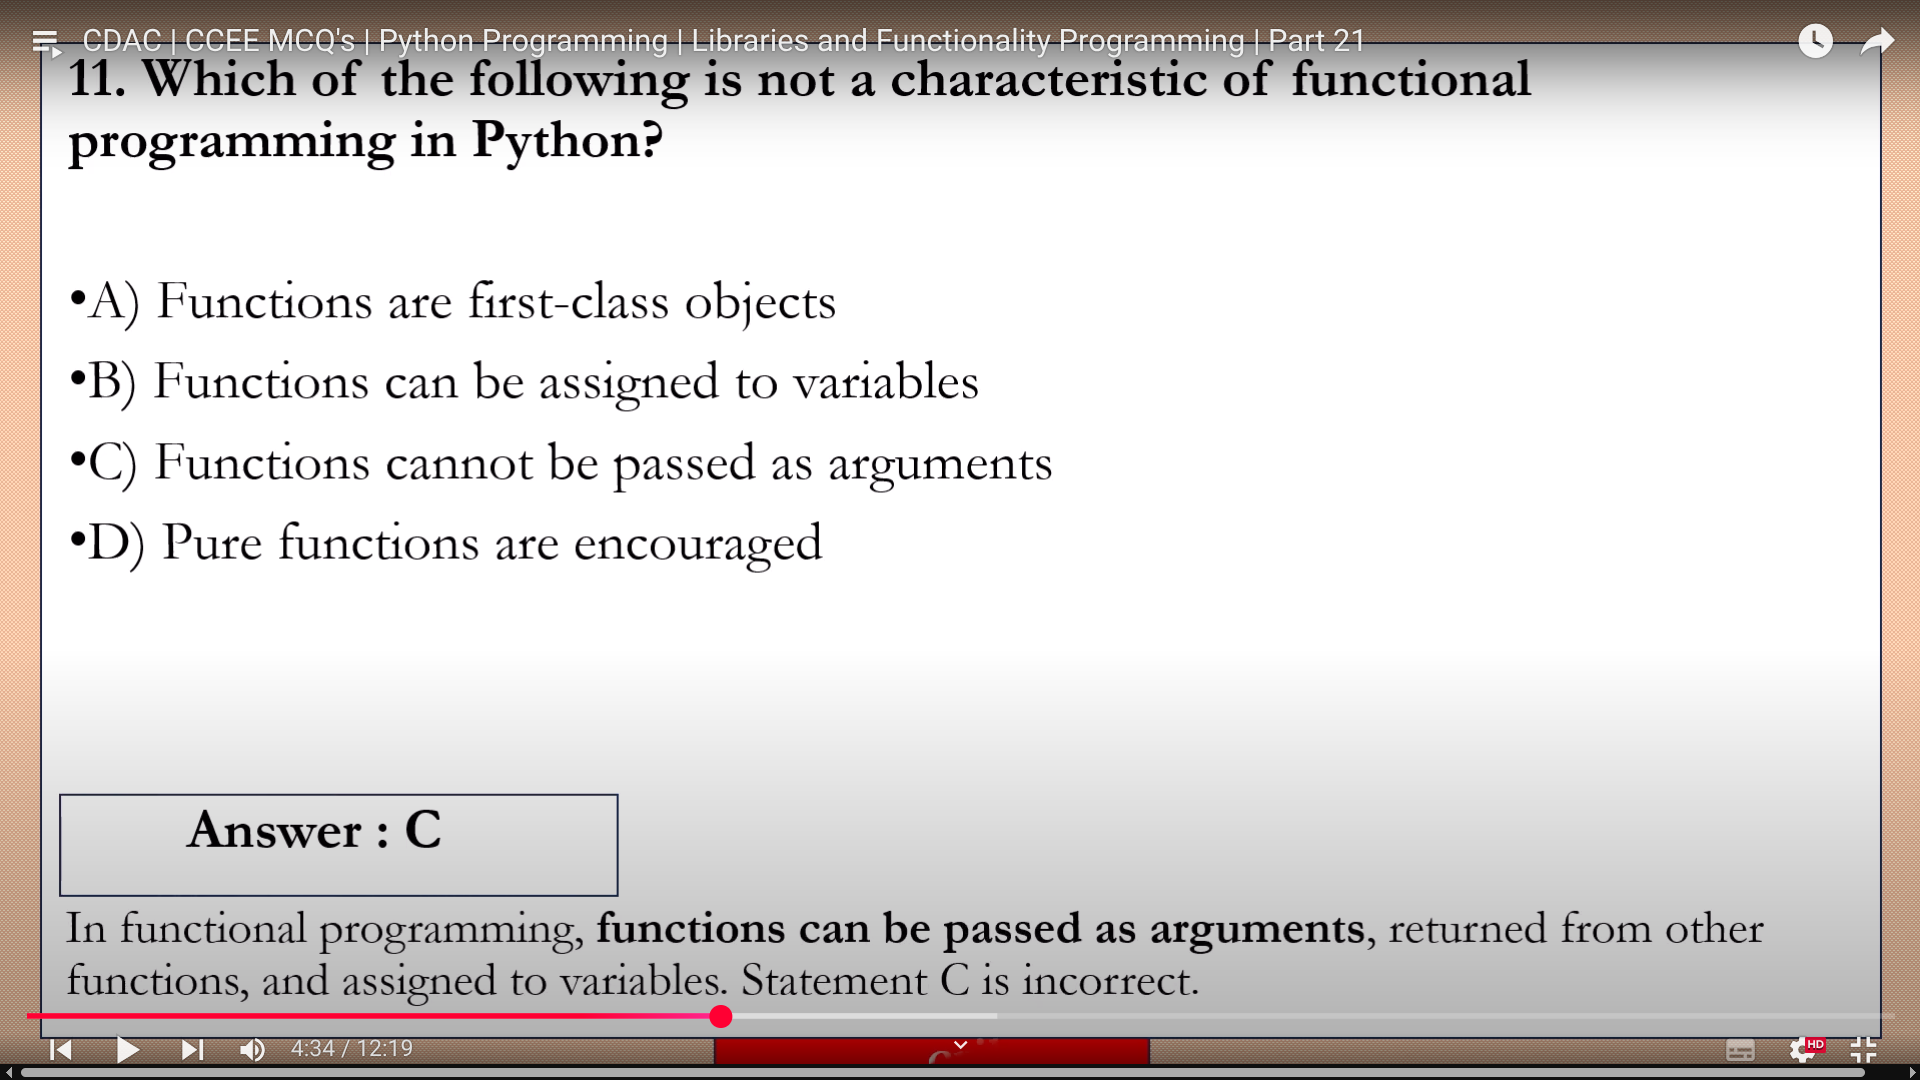 CDAC | CCEE MCQ's | Python Programming | Libraries and Functionality Programming | Part 21
11. Which of the following is not a characteristic of functional
programming in Python?
•A) Functions are first-class objects
•B) Functions can be assigned to variables
•C) Functions cannot be passed as arguments
•D) Pure functions are encouraged
Answer : C
In functional programming, functions can be passed as arguments, returned from other
functions, and assigned to variables. Statement C is incorrect.
4:34 / 12:19
HD